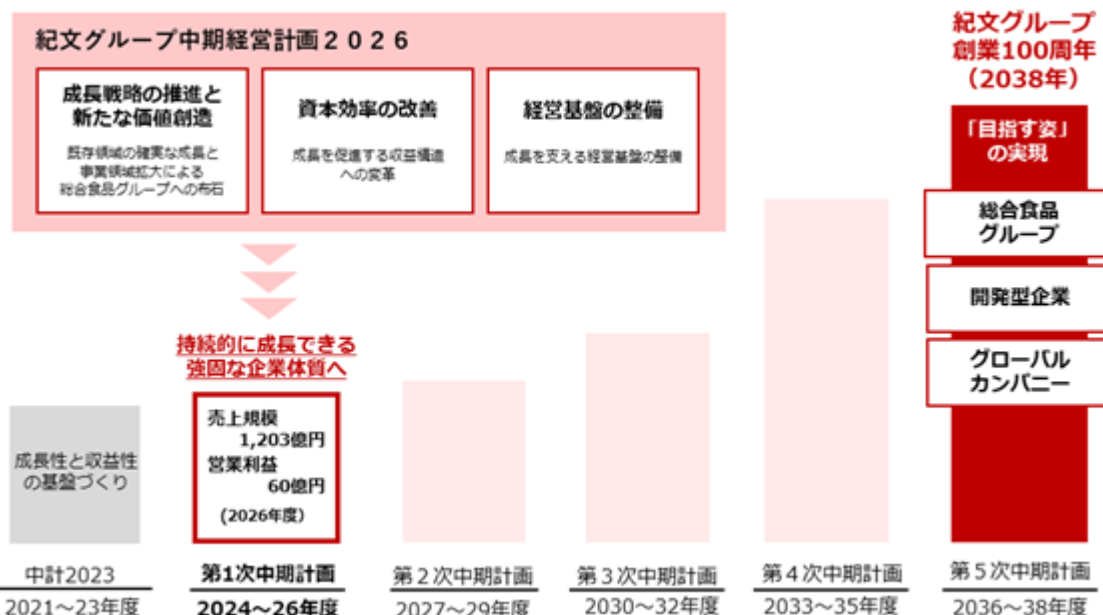 紀文グループ中期経営計画２０２６
成長戦略の推進と
新たな価値創造
既存領域の確実な成長と
事業領域拡大による
総合食品グループへの布石
資本効率の改善
成長を促進する収益構造
への変革
経営基盤の整備
成長を支える経営基盤の整備
紀文グループ
創業100周年
（2038年）
「目指す姿」
の実現
総合食品
グループ
開発型企業
グローバル
カンパニー
持続的に成長できる
強固な企業体質へ
成長性と収益性
の基盤づくり
売上規模
1,203億円
営業利益
60億円
(2026年度)
中計2023
2021～23年度
第1次中期計画
2024～26年度
第２次中期計画
2027～29年度
第３次中期計画
2030～32年度
第４次中期計画
2033～35年度
第５次中期計画
2036～38年度